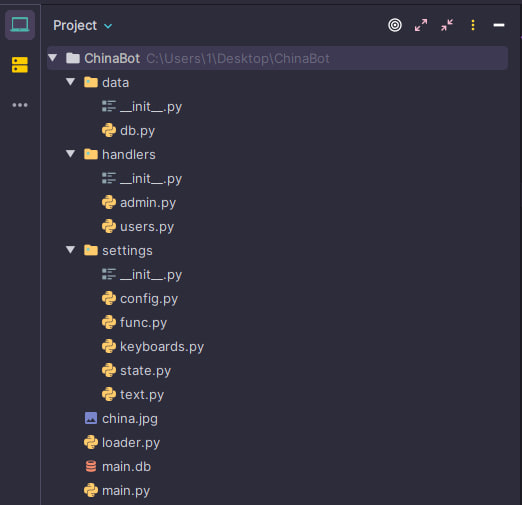 Project
ChinaBot C:\Users\1\Desktop\ChinaBot
data
__init__.py
db.py
handlers
__init__.py
admin.py
users.py
settings
__init__.py
config.py
func.py
keyboards.py
state.py
text.py
china.jpg
loader.py
main.db
main.py